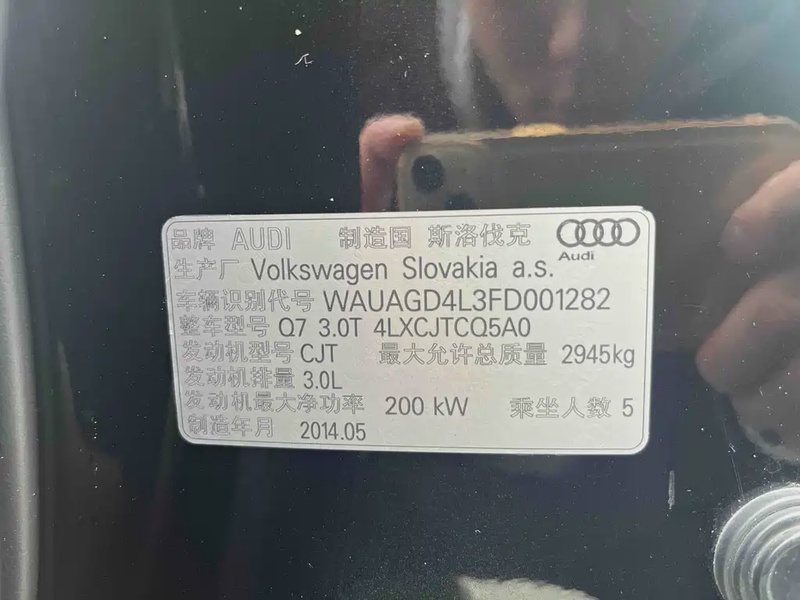 品牌 AUDI 制造国 斯洛伐克
Audi
生产厂 Volkswagen Slovakia a.s.
车辆识别代号 WAUAGD4L3FD001282
整车型号 Q7 3.0T 4LXCJTCQ5A0
发动机型号 CJT 最大允许总质量 2945kg
发动机排量 3.0L
发动机最大净功率 200 kW 乘坐人数 5
制造年月 2014.05